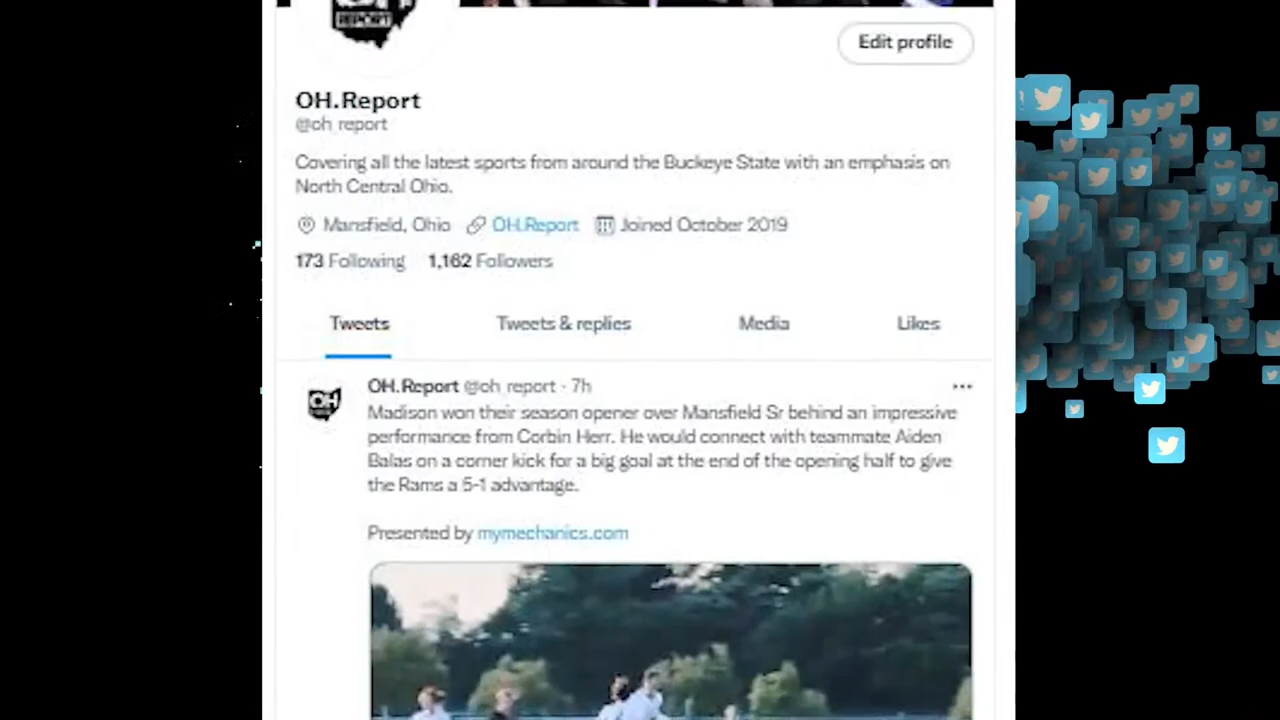 OH
REPORT
Edit profile
OH.Report
@oh_report
Covering all the latest sports from around the Buckeye State with an emphasis on
North Central Ohio.
Mansfield, Ohio OH.Report Joined October 2019
173 Following 1,162 Followers
Tweets Tweets & replies Media Likes
OH.Report @oh_report · 7h
OH
Madison won their season opener over Mansfield Sr behind an impressive
performance from Corbin Herr. He would connect with teammate Aiden
Balas on a corner kick for a big goal at the end of the opening half to give
the Rams a 5-1 advantage.
Presented by mymechanics.com